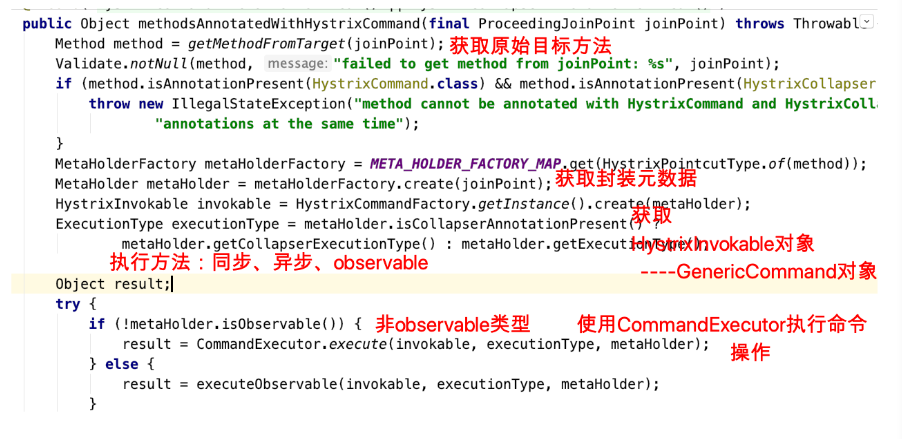 public Object methodsAnnotatedWithHystrixCommand(final ProceedingJoinPoint joinPoint) throws Throwabl
Method method = getMethodFromTarget(joinPoint); 获取原始目标方法
Validate.notNull(method, message: "failed to get method from joinPoint: %s", joinPoint);
if (method.isAnnotationPresent(HystrixCommand.class) && method.isAnnotationPresent(HystrixCollapser
throw new IllegalStateException("method cannot be annotated with HystrixCommand and HystrixColl
"annotations at the same time");
}
MetaHolderFactory metaHolderFactory = META_HOLDER_FACTORY_MAP.get(HystrixPointcutType.of(method));
MetaHolder metaHolder = metaHolderFactory.create(joinPoint); 获取封装元数据
HystrixInvokable invokable = HystrixCommandFactory.getInstance().create(metaHolder);
获取
ExecutionType executionType = metaHolder.isCollapserAnnotationPresent() ?
metaHolder.getCollapserExecutionType() : metaHolder.getExecutionType();
HystrixInvokable对象
执行方法：同步、异步、observable
----GenericCommand对象
Object result;
try {
if (!metaHolder.isObservable()) { 非observable类型 使用CommandExecutor执行命令
result = CommandExecutor.execute(invokable, executionType, metaHolder);
操作
} else {
result = executeObservable(invokable, executionType, metaHolder);
}